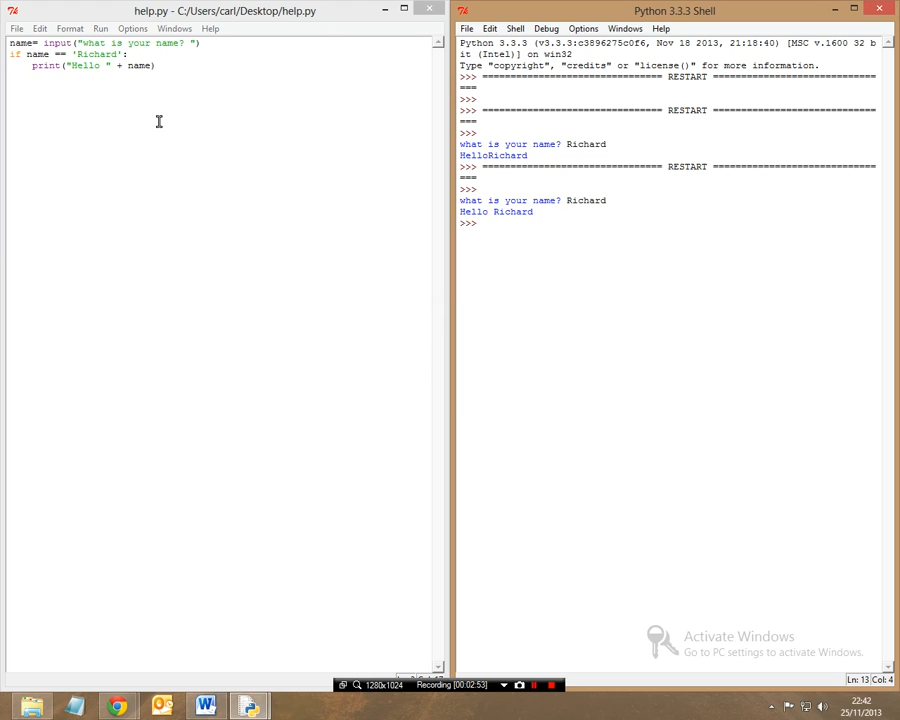 help.py - C:/Users/carl/Desktop/help.py
File Edit Format Run Options Windows Help
name= input("what is your name? ")
if name == 'Richard':
    print("Hello " + name)
Python 3.3.3 Shell
File Edit Shell Debug Options Windows Help
Python 3.3.3 (v3.3.3:c3896275c0f6, Nov 18 2013, 21:18:40) [MSC v.1600 32 b
it (Intel)] on win32
Type "copyright", "credits" or "license()" for more information.
>>> ================================ RESTART ================================
===
>>>
>>> ================================ RESTART ================================
===
>>>
what is your name? Richard
HelloRichard
>>> ================================ RESTART ================================
===
>>>
what is your name? Richard
Hello Richard
>>>
Activate Windows
Go to PC settings to activate Windows.
Ln: 13 Col: 4
1280x1024 Recording [00:02:53]
22:42
25/11/2013